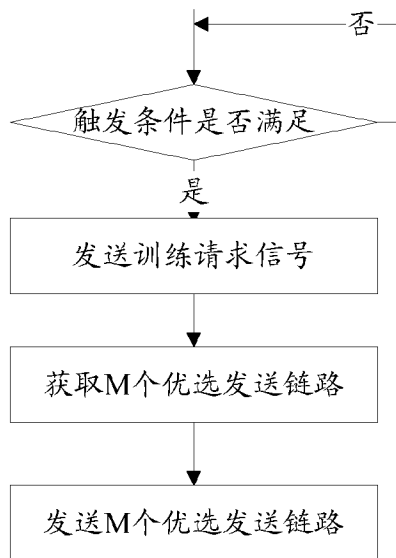 否
触发条件是否满足
是
发送训练请求信号
获取M个优选发送链路
发送M个优选发送链路